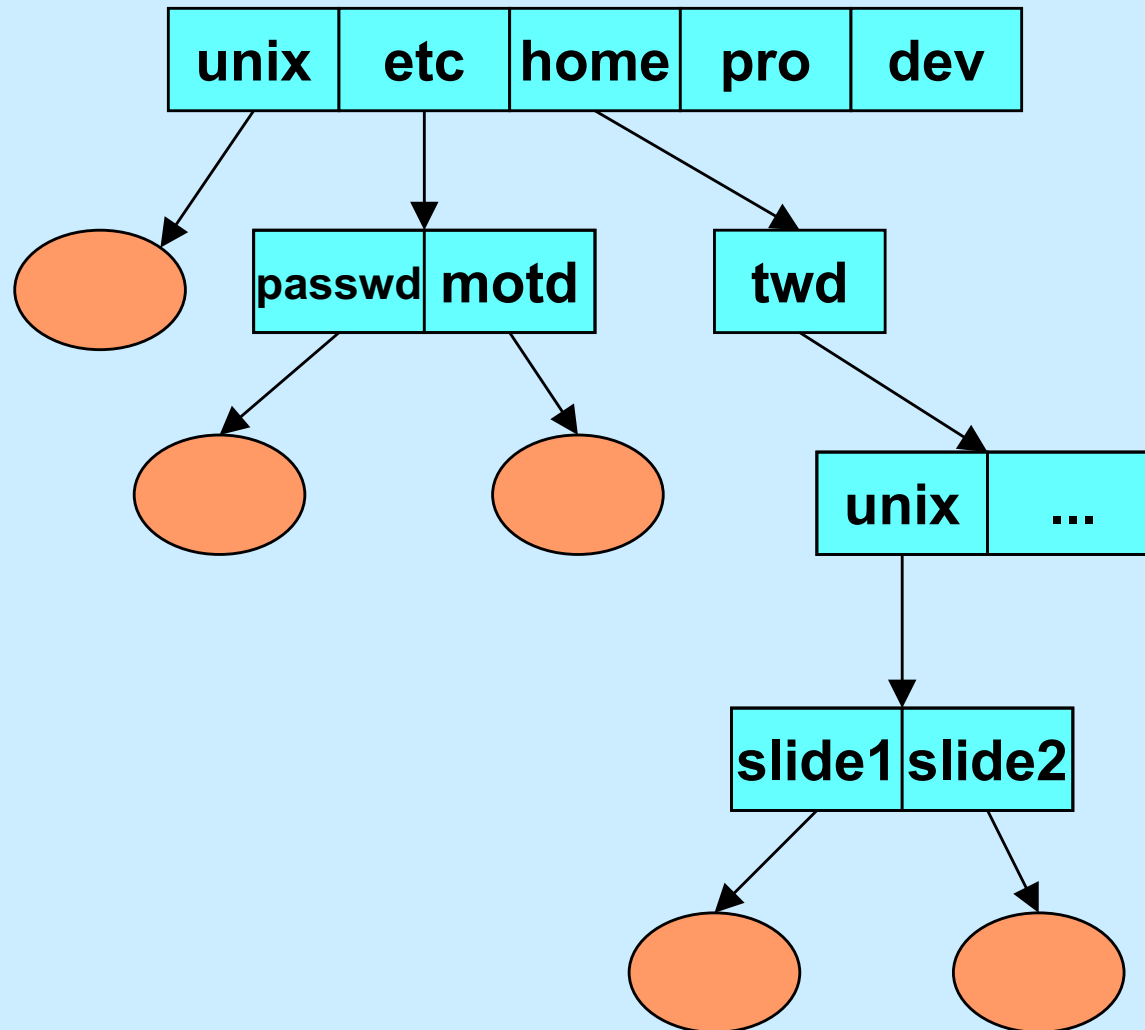 unix etc home pro dev
passwd motd twd
unix ...
slide1 slide2